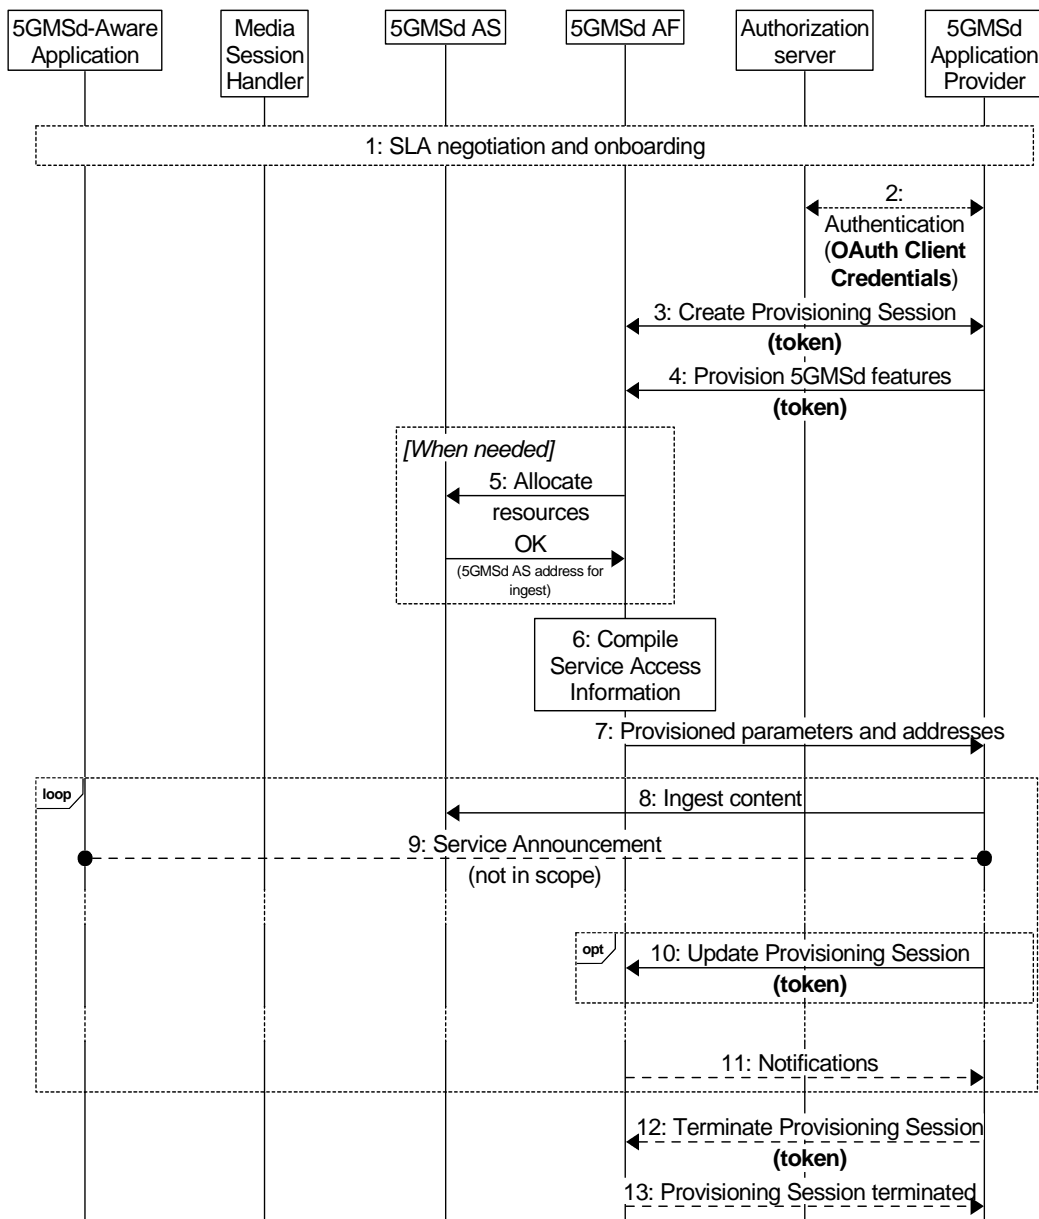 5GMSd-Aware
Application
Media
Session
Handler
5GMSd AS
5GMSd AF
Authorization
server
5GMSd
Application
Provider
1: SLA negotiation and onboarding
2:
Authentication
(OAuth Client
Credentials)
3: Create Provisioning Session
(token)
4: Provision 5GMSd features
(token)
[When needed]
5: Allocate
resources
OK
(5GMSd AS address for
ingest)
6: Compile
Service Access
Information
7: Provisioned parameters and addresses
loop
8: Ingest content
9: Service Announcement
(not in scope)
opt
10: Update Provisioning Session
(token)
11: Notifications
12: Terminate Provisioning Session
(token)
13: Provisioning Session terminated